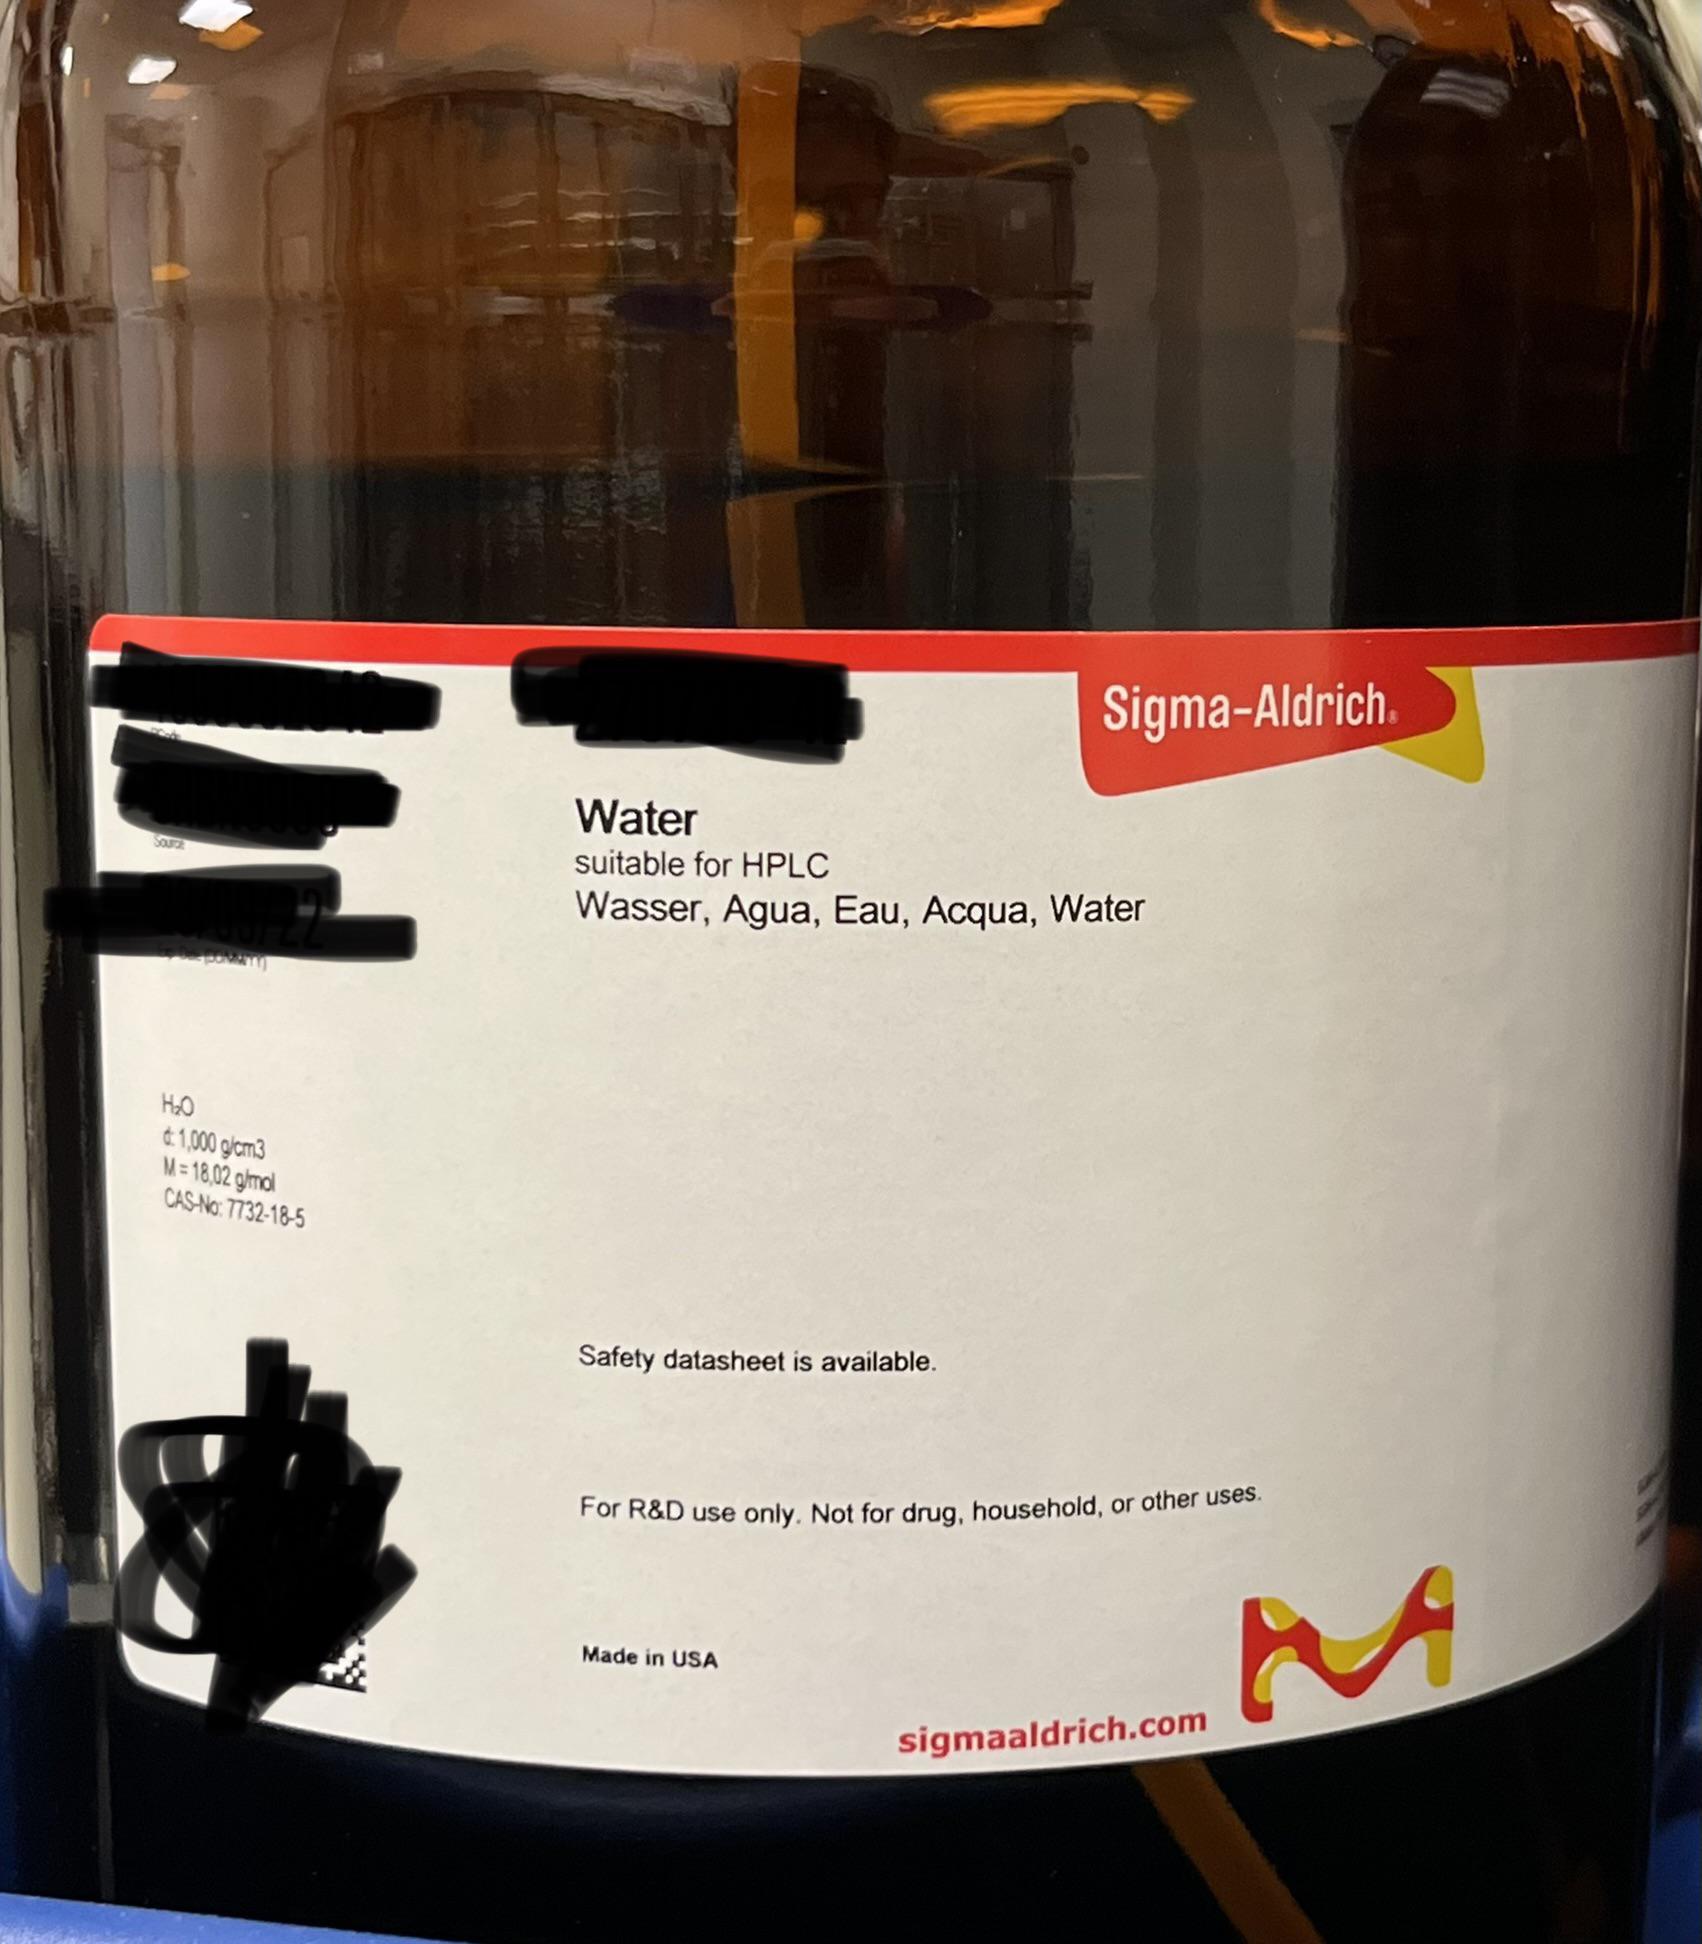 Sigma-Aldrich®
Source
Water
suitable for HPLC
Wasser, Agua, Eau, Acqua, Water
H₂O
d: 1,000 g/cm3
M = 18,02 g/mol
CAS-No: 7732-18-5
Safety datasheet is available.
For R&D use only. Not for drug, household, or other uses.
Made in USA
sigmaaldrich.com